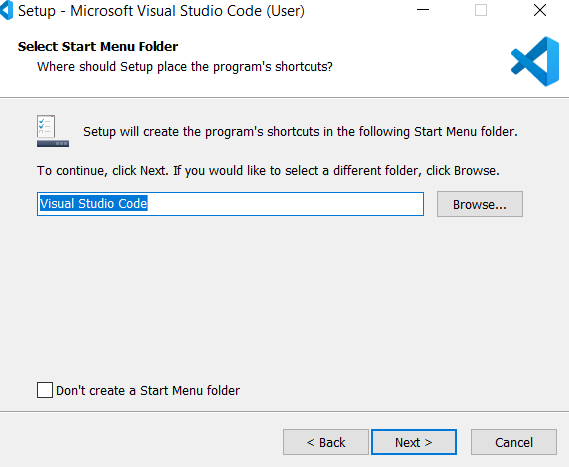 Setup - Microsoft Visual Studio Code (User)
Select Start Menu Folder
Where should Setup place the program's shortcuts?
Setup will create the program's shortcuts in the following Start Menu folder.
To continue, click Next. If you would like to select a different folder, click Browse.
Visual Studio Code
Browse...
Don't create a Start Menu folder
< Back
Next >
Cancel